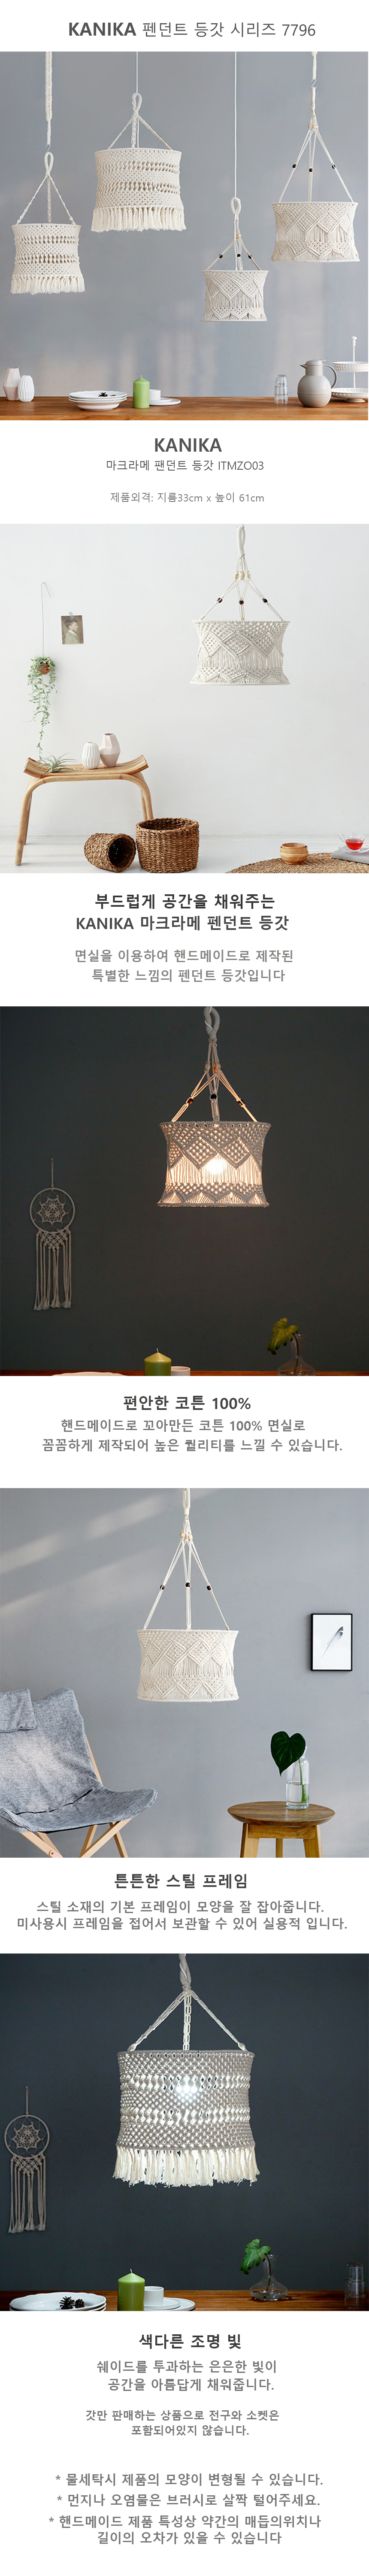 KANIKA 펜던트 등갓 시리즈 7796
KANIKA
마크라메 팬던트 등갓 ITMZO03
제품외격: 지름33cm x 높이 61cm
부드럽게 공간을 채워주는
KANIKA 마크라메 펜던트 등갓
면실을 이용하여 핸드메이드로 제작된
특별한 느낌의 펜던트 등갓입니다
편안한 코튼 100%
핸드메이드로 꼬아만든 코튼 100% 면실로
꼼꼼하게 제작되어 높은 퀄리티를 느낄 수 있습니다.
튼튼한 스틸 프레임
스틸 소재의 기본 프레임이 모양을 잘 잡아줍니다.
미사용시 프레임을 접어서 보관할 수 있어 실용적 입니다.
색다른 조명 빛
쉐이드를 투과하는 은은한 빛이
공간을 아름답게 채워줍니다.
갓만 판매하는 상품으로 전구와 소켓은
포함되어있지 않습니다.
* 물세탁시 제품의 모양이 변형될 수 있습니다.
* 먼지나 오염물은 브러시로 살짝 털어주세요.
* 핸드메이드 제품 특성상 약간의 매듭의위치나
길이의 오차가 있을 수 있습니다